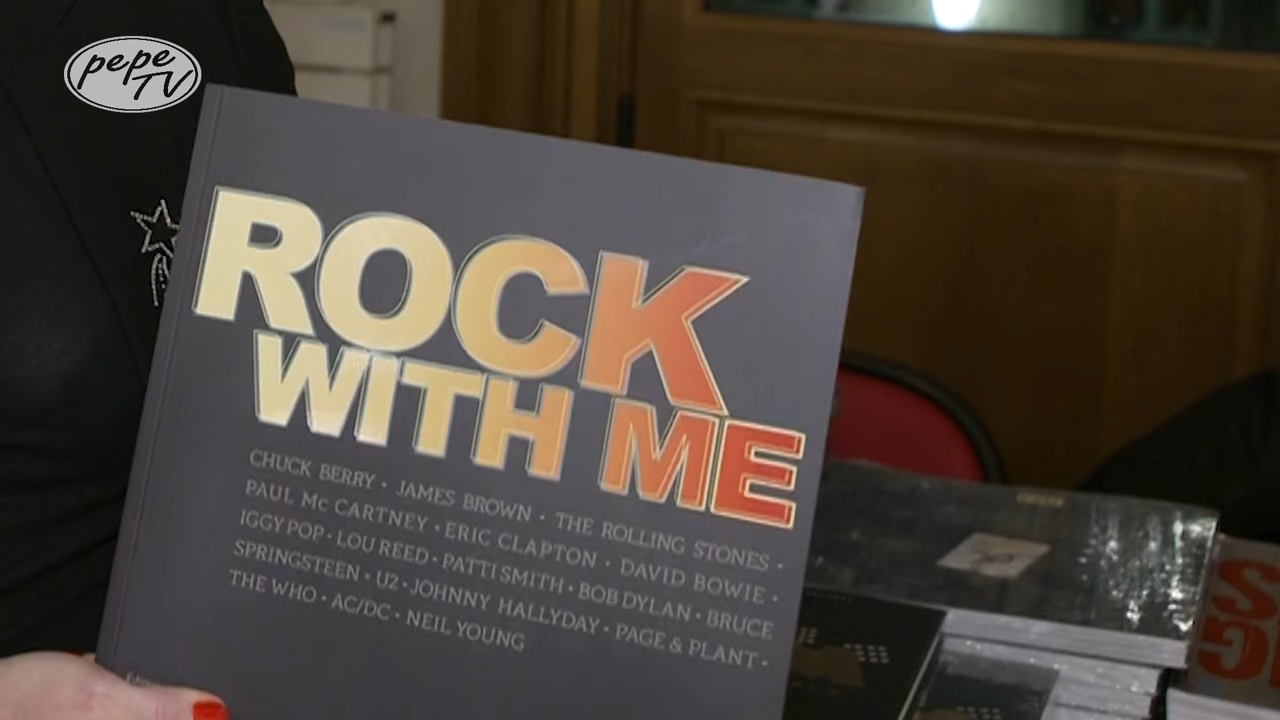 pepe
TV
ROCK
WITH ME
CHUCK BERRY • JAMES BROWN • THE ROLLING STONES •
PAUL Mc CARTNEY • ERIC CLAPTON • DAVID BOWIE •
IGGY POP • LOU REED • PATTI SMITH • BOB DYLAN • BRUCE
SPRINGSTEEN • U2 • JOHNNY HALLYDAY • PAGE & PLANT •
THE WHO • AC/DC • NEIL YOUNG